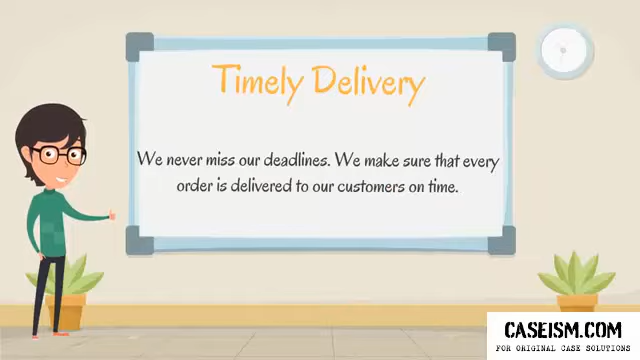 Timely Delivery
We never miss our deadlines. We make sure that every
order is delivered to our customers on time.
CASEISM.COM
FOR ORIGINAL CASE SOLUTIONS